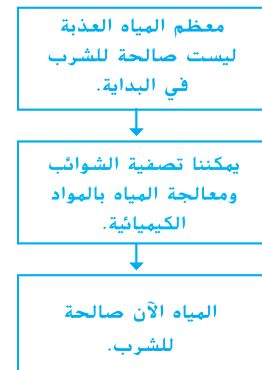 معظم المياه العذبة
ليست صالحة للشرب
في البداية.
يمكننا تصفية الشوائب
ومعالجة المياه بالمواد
الكيميائية.
المياه الآن صالحة
للشرب.